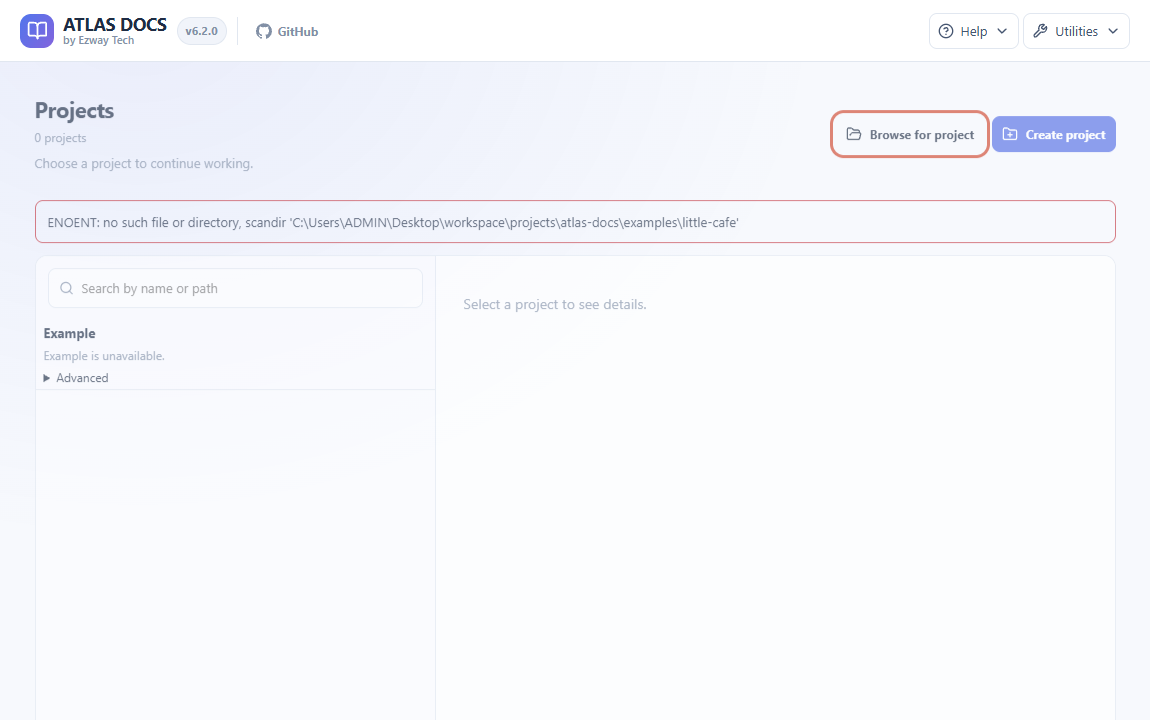 ATLAS DOCS
by Ezway Tech
v6.2.0
GitHub
Help
Utilities
Projects
0 projects
Choose a project to continue working.
Browse for project
Create project
ENOENT: no such file or directory, scandir 'C:\Users\ADMIN\Desktop\workspace\projects\atlas-docs\examples\little-cafe'
Search by name or path
Example
Example is unavailable.
Advanced
Select a project to see details.